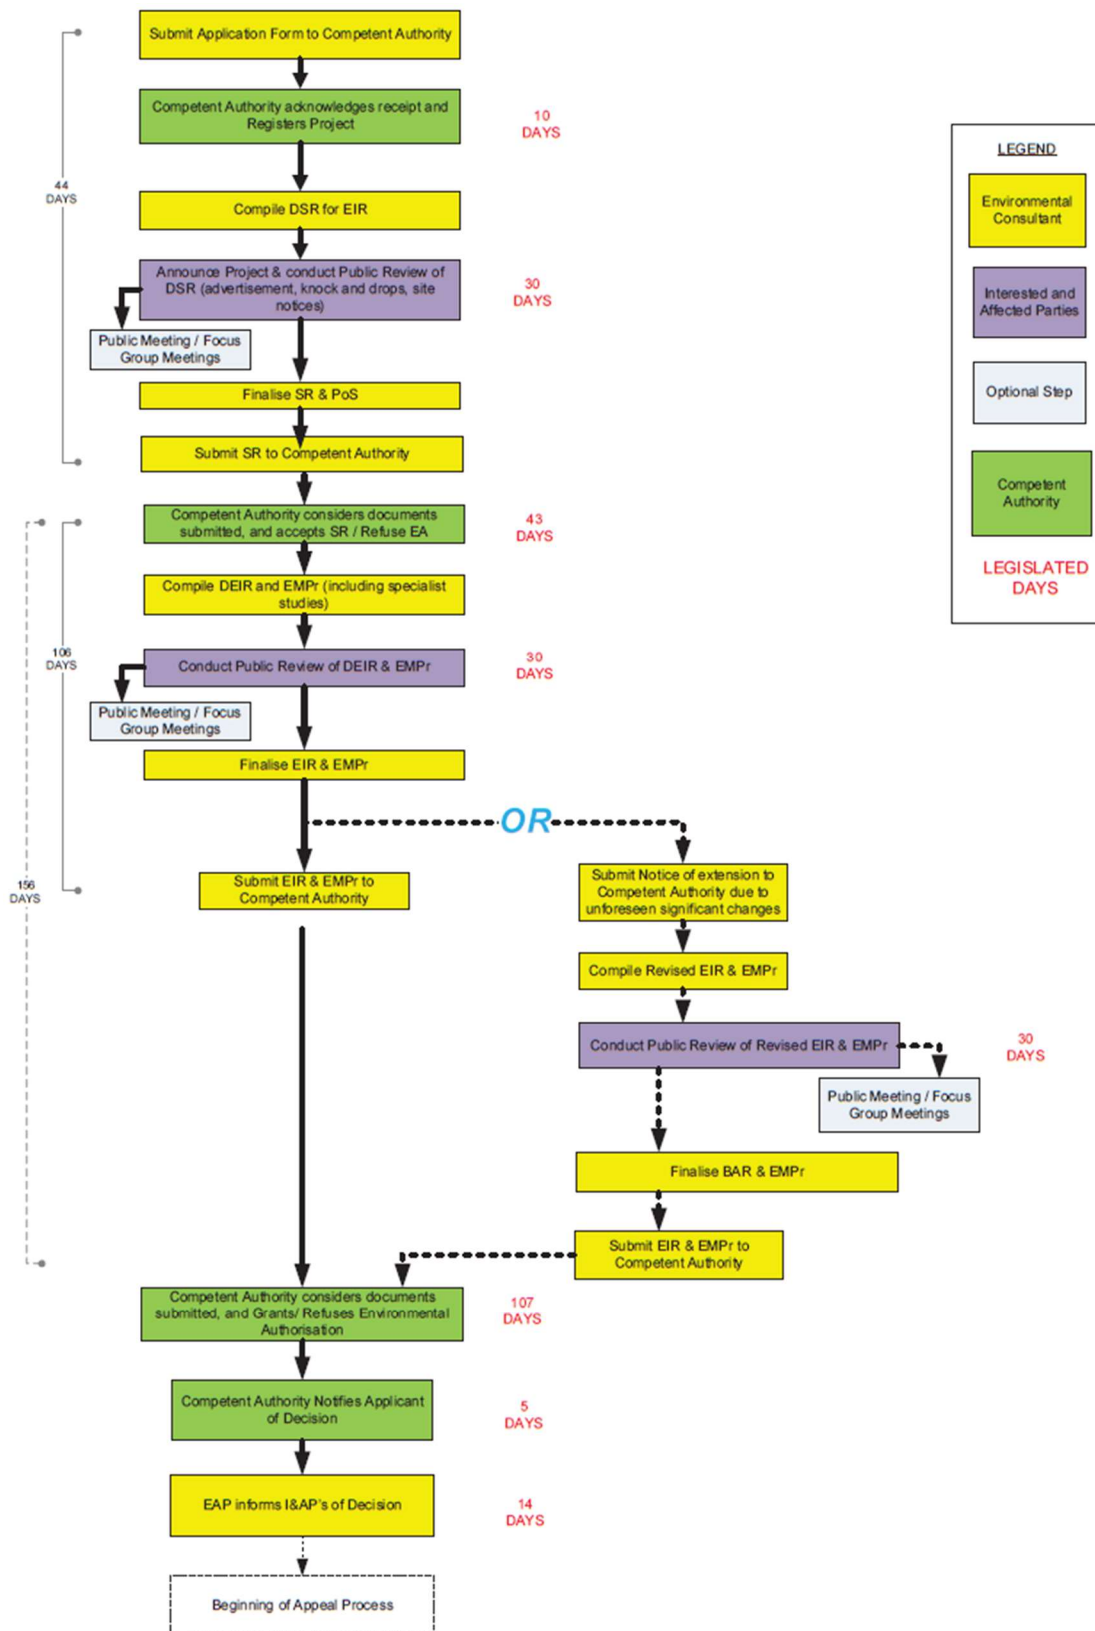 Submit Application Form to Competent Authority
Competent Authority acknowledges receipt and
Registers Project
10
DAYS
LEGEND
44
DAYS
Environmental
Consultant
Compile DSR for EIR
Announce Project & conduct Public Review of
DSR (advertisement, knock and drops, site
notices)
30
DAYS
Interested and
Affected Parties
Public Meeting / Focus
Group Meetings
Optional Step
Finalise SR & PoS
Submit SR to Competent Authority
Competent
Authority
Competent Authority considers documents
submitted, and accepts SR / Refuse EA
43
DAYS
LEGISLATED
DAYS
Compile DEIR and EMPr (including specialist
studies)
106
DAYS
Conduct Public Review of DEIR & EMPr
30
DAYS
Public Meeting / Focus
Group Meetings
Finalise EIR & EMPr
OR
156
DAYS
Submit EIR & EMPr to
Competent Authority
Submit Notice of extension to
Competent Authority due to
unforeseen significant changes
Compile Revised EIR & EMPr
Conduct Public Review of Revised EIR & EMPr
30
DAYS
Public Meeting / Focus
Group Meetings
Finalise BAR & EMPr
Submit EIR & EMPr to
Competent Authority
Competent Authority considers documents
submitted, and Grants/ Refuses Environmental
Authorisation
107
DAYS
Competent Authority Notifies Applicant
of Decision
5
DAYS
EAP informs I&AP's of Decision
14
DAYS
Beginning of Appeal Process